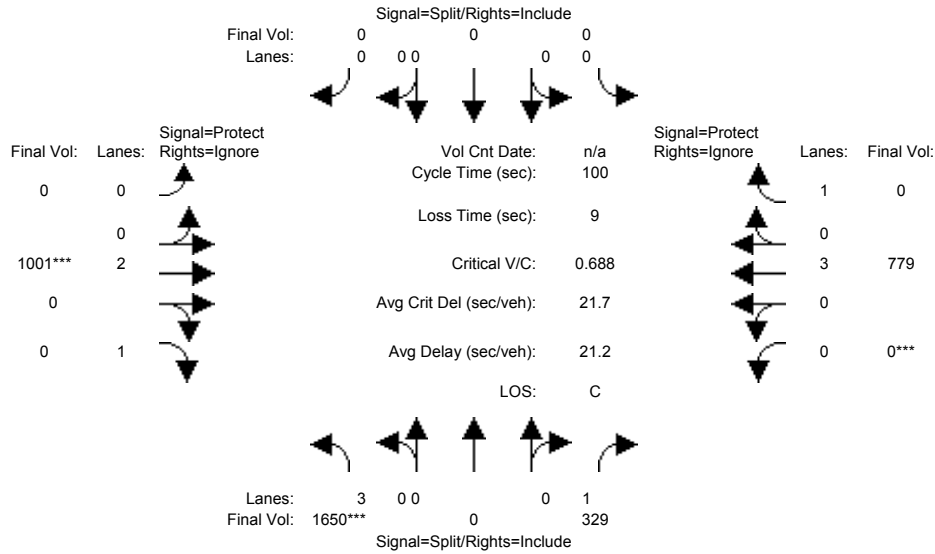 Signal=Split/Rights=Include
Final Vol: 0 0 0
Lanes: 0 0 0 0 0
Signal=Protect Signal=Protect
Final Vol: Lanes: Rights=Ignore Vol Cnt Date: n/a Rights=Ignore Lanes: Final Vol:
Cycle Time (sec): 100
0 0 1 0
Loss Time (sec): 9
0 0
1001*** 2 Critical V/C: 0.688 3 779
0 Avg Crit Del (sec/veh): 21.7 0
0 1 Avg Delay (sec/veh): 21.2 0 0***
LOS: C
Lanes: 3 0 0 0 1
Final Vol: 1650*** 0 329
Signal=Split/Rights=Include